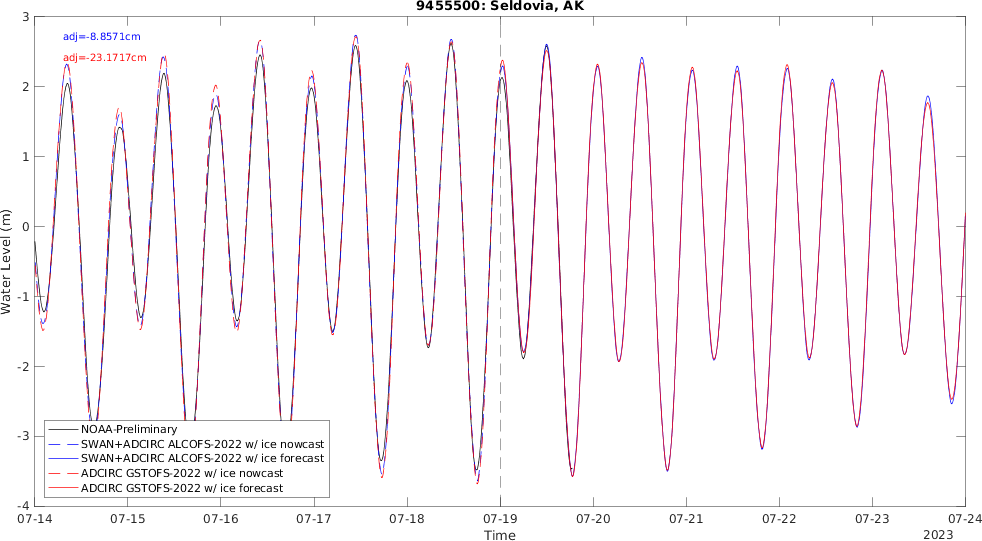 9455500: Seldovia, AK
adj=-8.8571cm
adj=-23.1717cm
Water Level (m)
3
2
1
0
-1
-2
-3
-4
NOAA-Preliminary
SWAN+ADCIRC ALCOFS-2022 w/ ice nowcast
SWAN+ADCIRC ALCOFS-2022 w/ ice forecast
ADCIRC GSTOFS-2022 w/ ice nowcast
ADCIRC GSTOFS-2022 w/ ice forecast
07-14 07-15 07-16 07-17 07-18 07-19 07-20 07-21 07-22 07-23 07-24
Time
2023